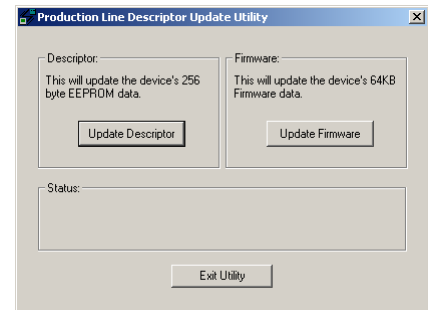 Production Line Descriptor Update Utility
Descriptor:
This will update the device's 256
byte EEPROM data.
Update Descriptor
Firmware:
This will update the device's 64KB
Firmware data.
Update Firmware
Status:
Exit Utility